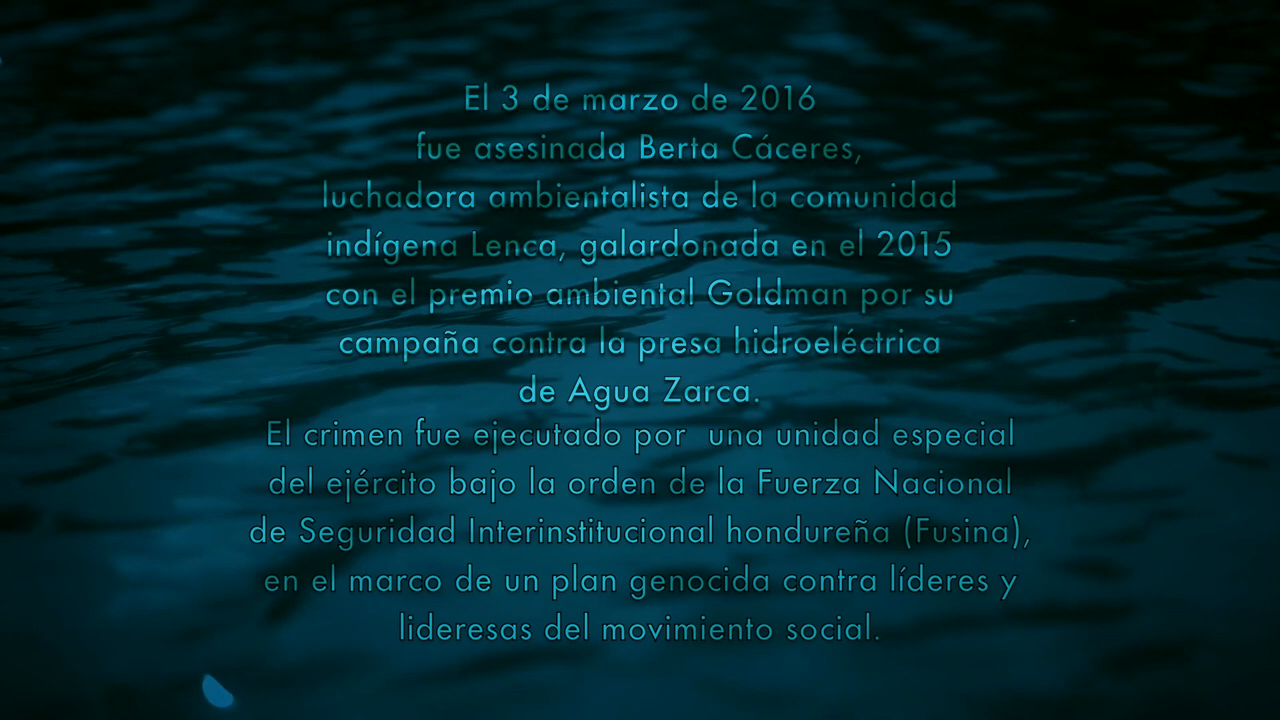 El 3 de marzo de 2016
fue asesinada Berta Cáceres,
luchadora ambientalista de la comunidad
indígena Lenca, galardonada en el 2015
con el premio ambiental Goldman por su
campaña contra la presa hidroeléctrica
de Agua Zarca.
El crimen fue ejecutado por una unidad especial
del ejército bajo la orden de la Fuerza Nacional
de Seguridad Interinstitucional hondureña (Fusina),
en el marco de un plan genocida contra líderes y
lideresas del movimiento social.